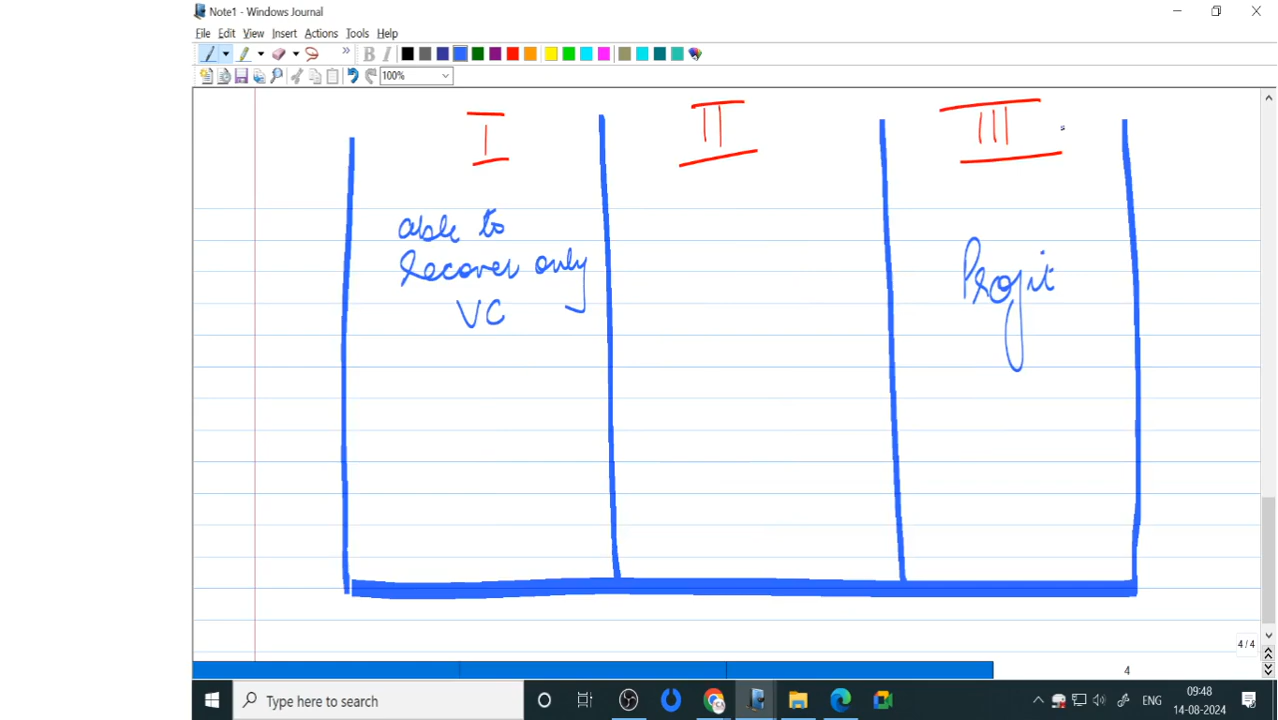 Note1 - Windows Journal
File Edit View Insert Actions Tools Help
B I
100%
I II III
able to
recover only
VC
Profit
4 / 4
4
Type here to search
ENG
09:48
14-08-2024